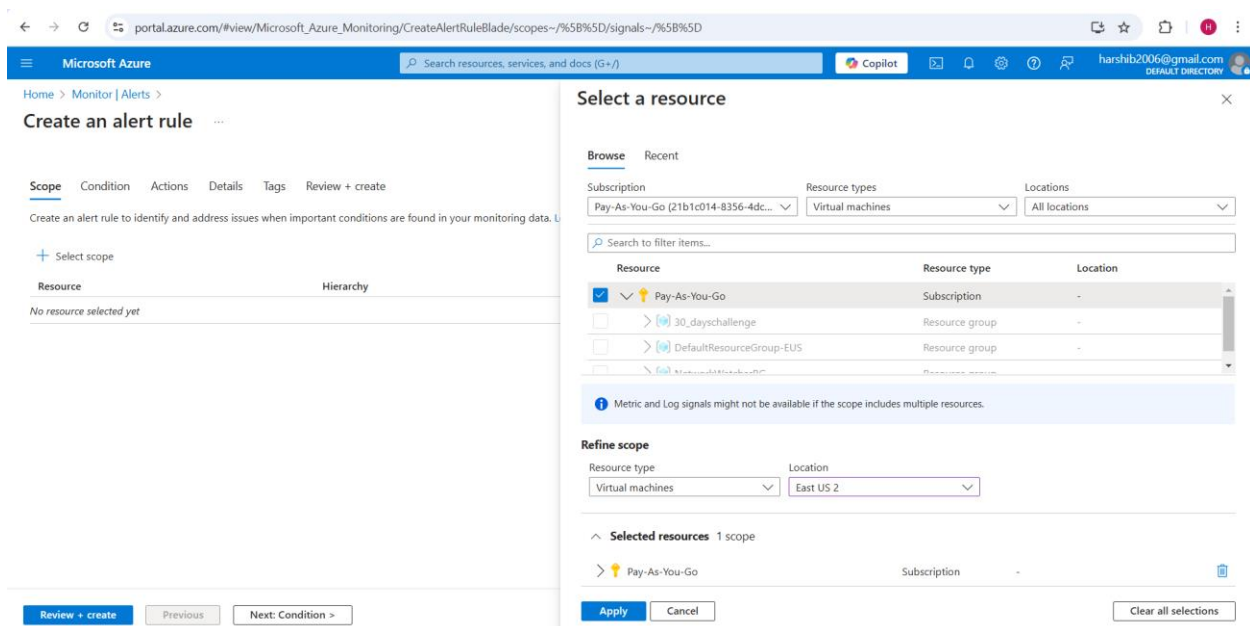 portal.azure.com/#view/Microsoft_Azure_Monitoring/CreateAlertRuleBlade/scopes~/%5B%5D/signals~/%5B%5D
H
Microsoft Azure
Search resources, services, and docs (G+/)
Copilot
harshib2006@gmail.com
DEFAULT DIRECTORY
Home > Monitor | Alerts >
Create an alert rule ...
Scope Condition Actions Details Tags Review + create
Create an alert rule to identify and address issues when important conditions are found in your monitoring data.
+ Select scope
Resource Hierarchy
No resource selected yet
Review + create Previous Next: Condition >
Select a resource
Browse Recent
Subscription Resource types Locations
Pay-As-You-Go (21b1c014-8356-4dc... Virtual machines All locations
Search to filter items...
Resource Resource type Location
Pay-As-You-Go Subscription -
30_dayschallenge Resource group -
DefaultResourceGroup-EUS Resource group -
NetworkWatcherRG Resource group -
Metric and Log signals might not be available if the scope includes multiple resources.
Refine scope
Resource type Location
Virtual machines East US 2
Selected resources 1 scope
Pay-As-You-Go Subscription -
Apply Cancel Clear all selections